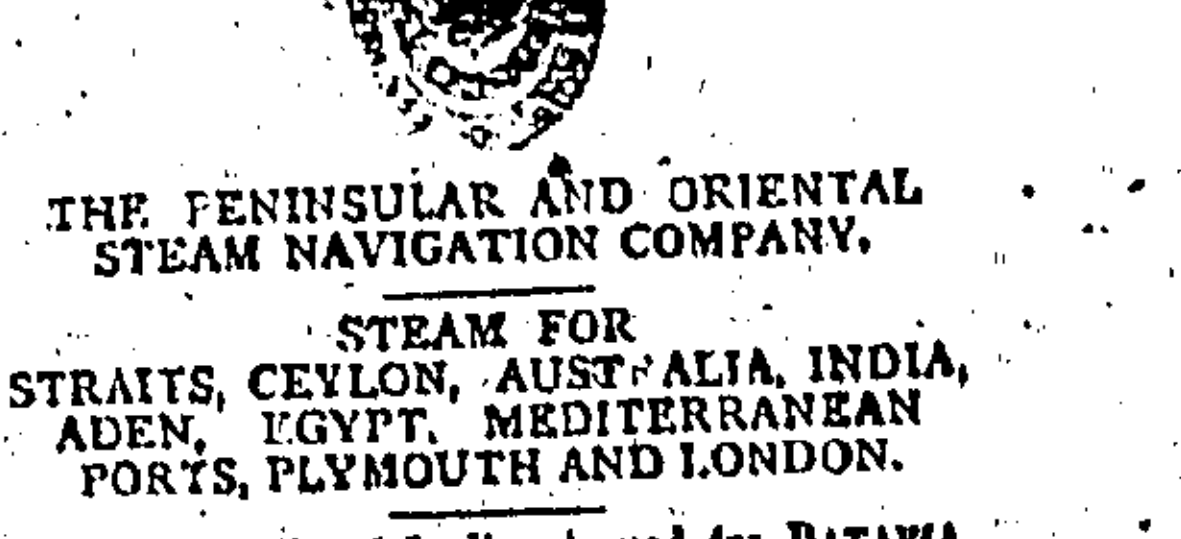 THE PENINSULAR AND ORIENTAL
STEAM NAVIGATION COMPANY.
STEAM FOR
STRAITS, CEYLON, AUSTRALIA, INDIA,
ADEN, EGYPT, MEDITERRANEAN
PORTS, PLYMOUTH AND LONDON.
BATAVIA